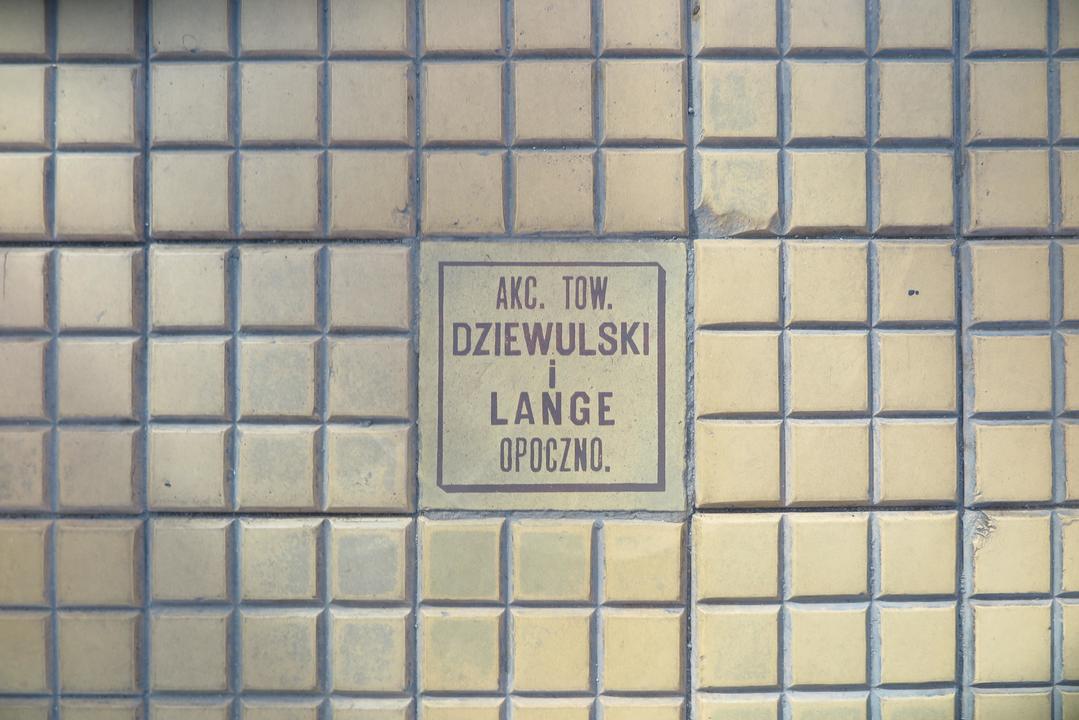 AKC. TOW.
DZIEWULSKI
i
LANGE
OPOCZNO.